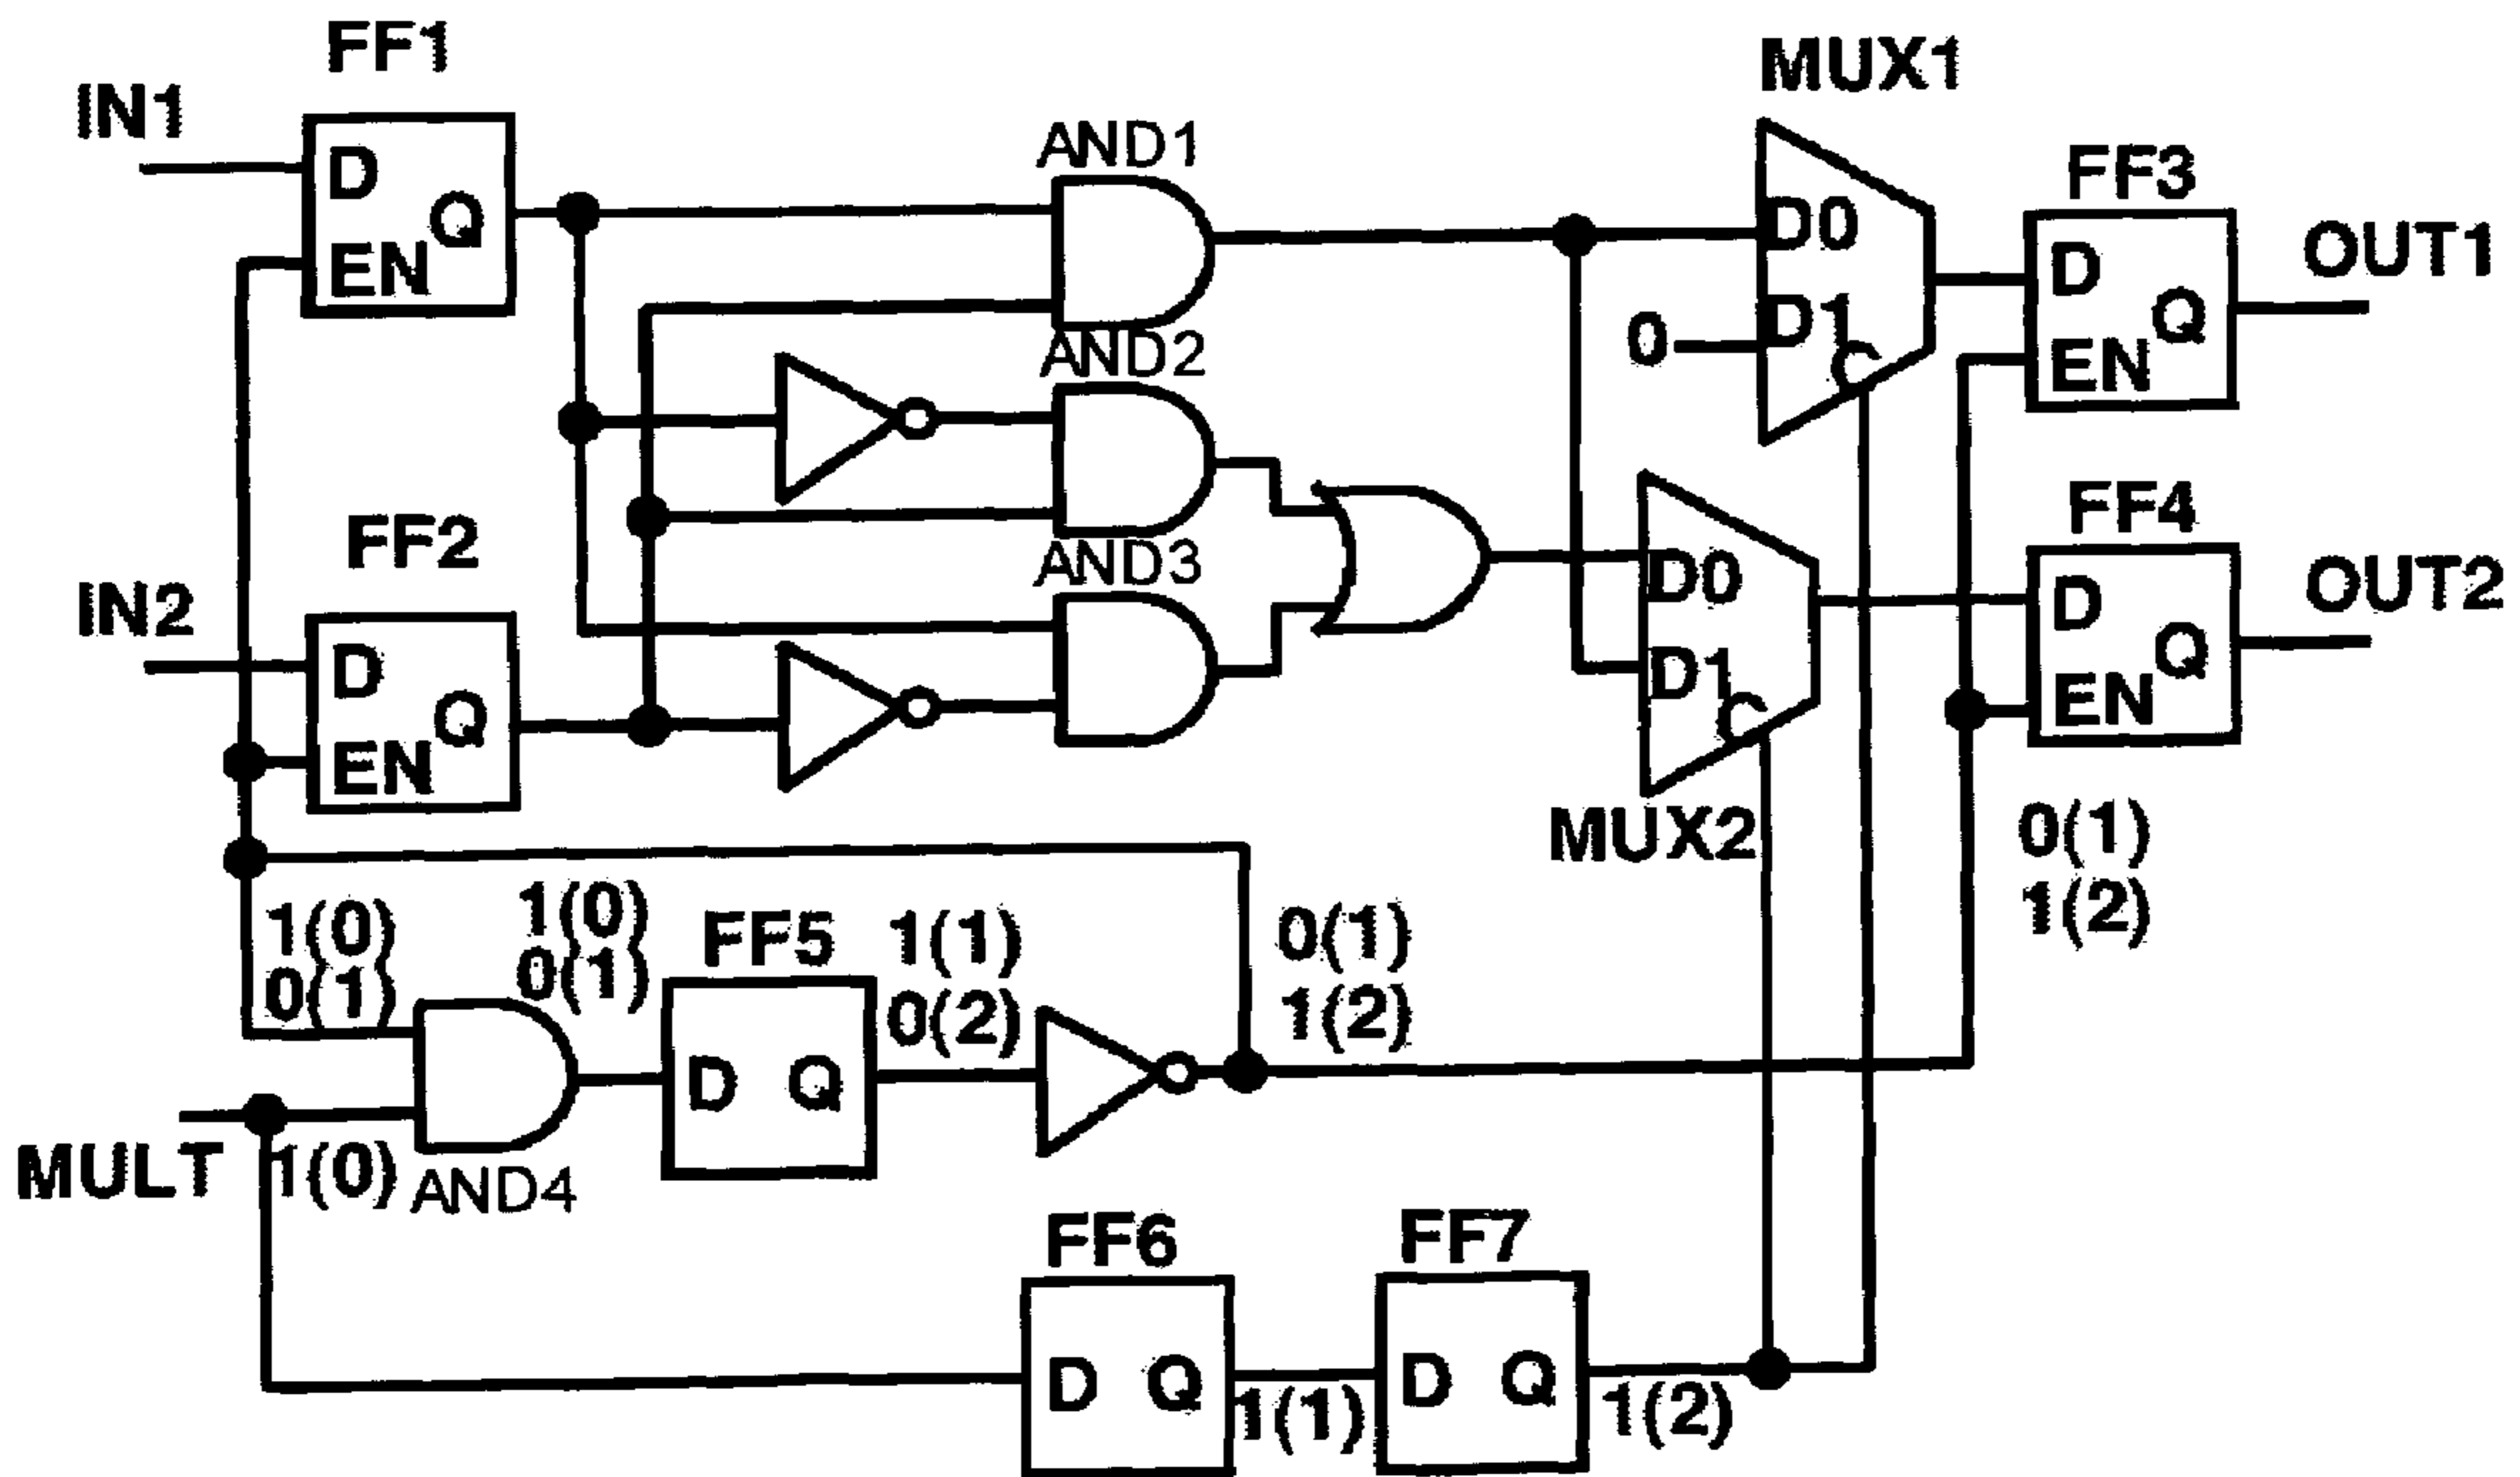 FF1
MUX1
IN1
AND1
FF3
D
Q
EN
D0
OUT1
D
Q
EN
D1
0
C
AND2
FF4
FF2
AND3
D0
OUT2
D
Q
EN
IN2
D
Q
EN
D1
C
MUX2
0(1)
1(2)
1(0)
0(1)
1(0)
0(1)
FF5
1(1)
0(2)
0(1)
1(2)
D Q
MULT
1(0)
AND4
FF6
FF7
D Q
1(1)
D Q
1(2)